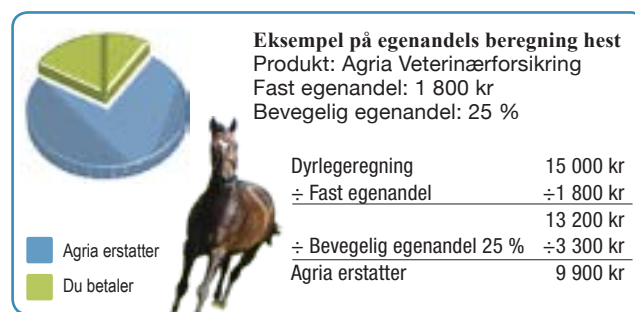 Eksempel på egenandels beregning hest
Produkt: Agria Veterinærforsikring
Fast egenandel: 1 800 kr
Bevegelig egenandel: 25 %
Dyrlegeregning 15 000 kr
÷ Fast egenandel ÷1 800 kr
13 200 kr
÷ Bevegelig egenandel 25 % ÷3 300 kr
Agria erstatter 9 900 kr
Agria erstatter
Du betaler